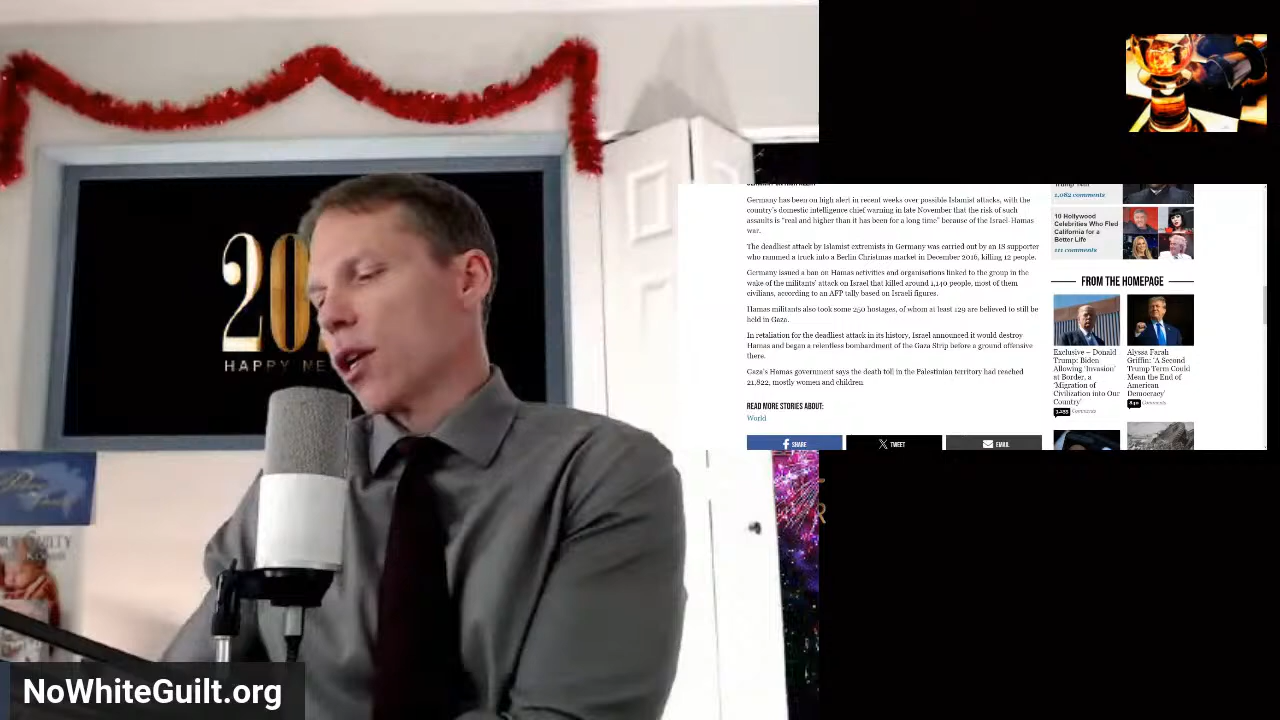 20
HAPPY NE
1,082 comments
10 Hollywood
Celebrities Who Fled
California for a
Better Life
111 comments
Germany has been on high alert in recent weeks over possible Islamist attacks, with the
country's domestic intelligence chief warning in late November that the risk of such
assaults is "real and higher than it has been for a long time" because of the Israel-Hamas
war.
The deadliest attack by Islamist extremists in Germany was carried out by an IS supporter
who rammed a truck into a Berlin Christmas market in December 2016, killing 12 people.
Germany issued a ban on Hamas activities and organisations linked to the group in the
wake of the militants' attack on Israel that killed around 1,140 people, most of them
civilians, according to an AFP tally based on Israeli figures.
Hamas militants also took some 250 hostages, of whom at least 129 are believed to still be
held in Gaza.
In retaliation for the deadliest attack in its history, Israel announced it would destroy
Hamas and began a relentless bombardment of the Gaza Strip before a ground offensive
there.
Gaza's Hamas government says the death toll in the Palestinian territory had reached
21,822, mostly women and children.
READ MORE STORIES ABOUT:
World
SHARE
TWEET
EMAIL
FROM THE HOMEPAGE
Exclusive – Donald
Trump: Biden
Allowing 'Invasion'
at Border, a
'Migration of
Civilization into Our
Country'
Comments
Alyssa Farah
Griffin: 'A Second
Trump Term Could
Mean the End of
American
Democracy'
Comments
R
NoWhiteGuilt.org